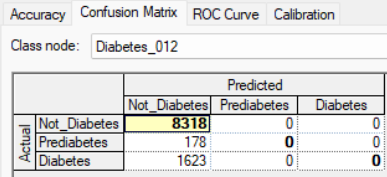 Accuracy Confusion Matrix ROC Curve Calibration
Class node: Diabetes_012
Predicted
Not_Diabetes Prediabetes Diabetes
Actual
Not_Diabetes 8318 0 0
Prediabetes 178 0 0
Diabetes 1623 0 0